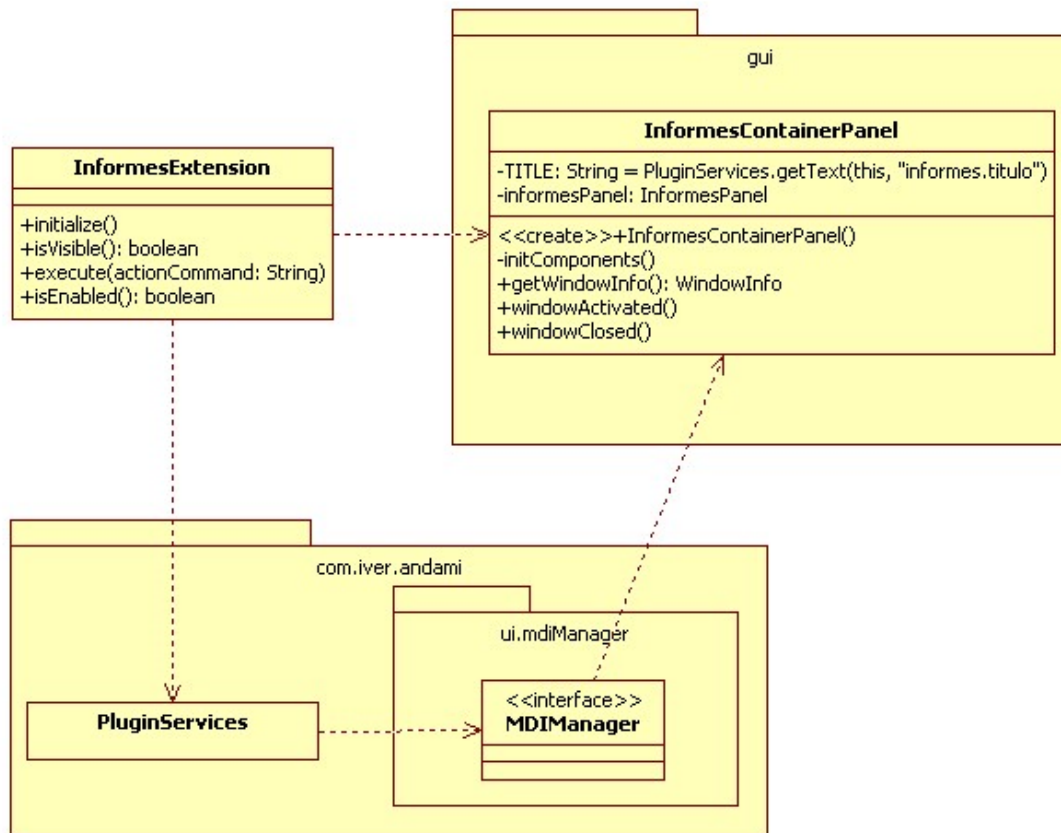 gui
InformesContainerPanel
-TITLE: String = PluginServices.getText(this, "informes.titulo")
-informesPanel: InformesPanel
<<create>>+InformesContainerPanel()
-initComponents()
+getWindowInfo(): WindowInfo
+windowActivated()
+windowClosed()
InformesExtension
+initialize()
+isVisible(): boolean
+execute(actionCommand: String)
+isEnabled(): boolean
com.iver.andami
ui.mdiManager
<<interface>>
MDIManager
PluginServices